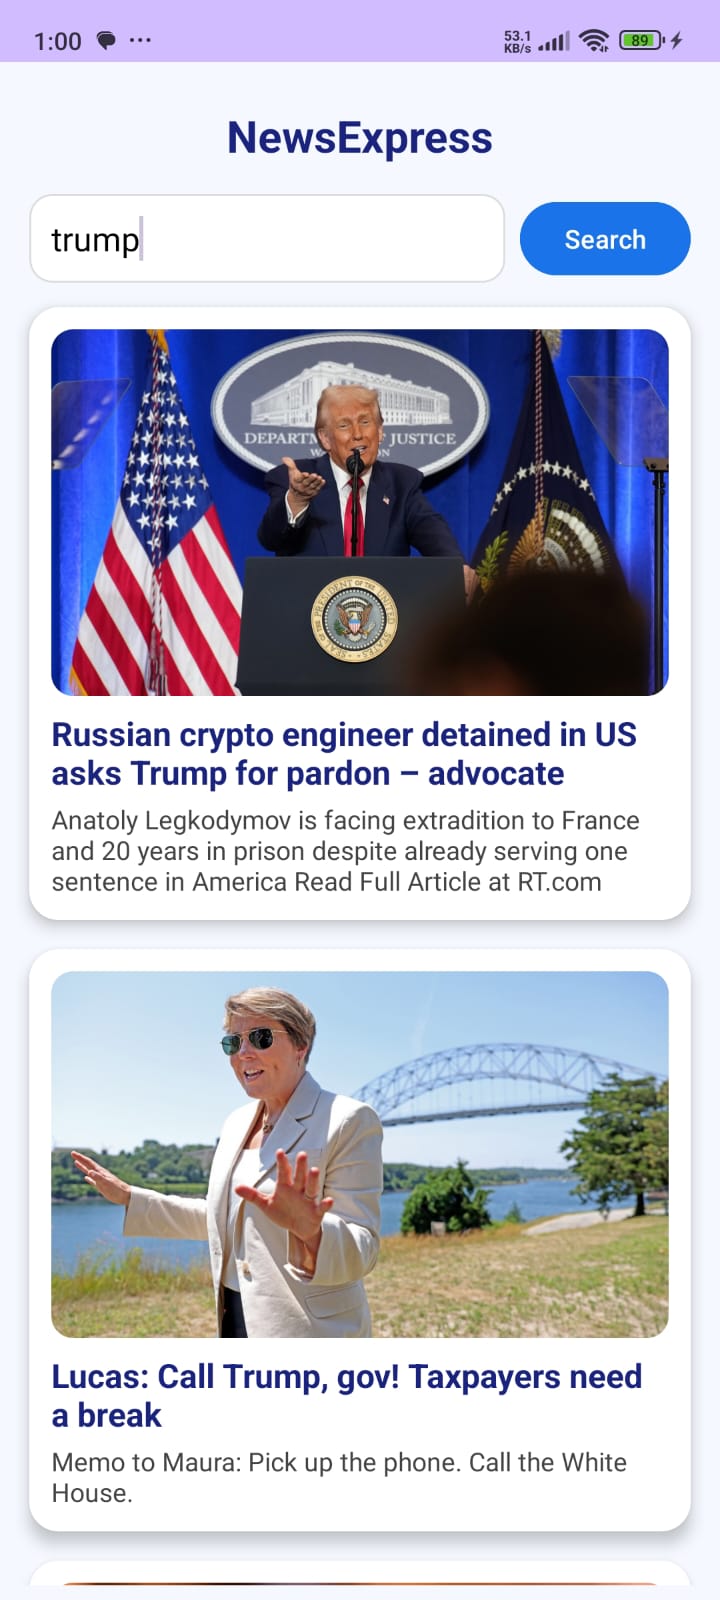 1:00
53.1
KB/s
89
NewsExpress
trump
Search
DEPARTM
JUSTICE
Russian crypto engineer detained in US
asks Trump for pardon – advocate
Anatoly Legkodymov is facing extradition to France
and 20 years in prison despite already serving one
sentence in America Read Full Article at RT.com
Lucas: Call Trump, gov! Taxpayers need
a break
Memo to Maura: Pick up the phone. Call the White
House.